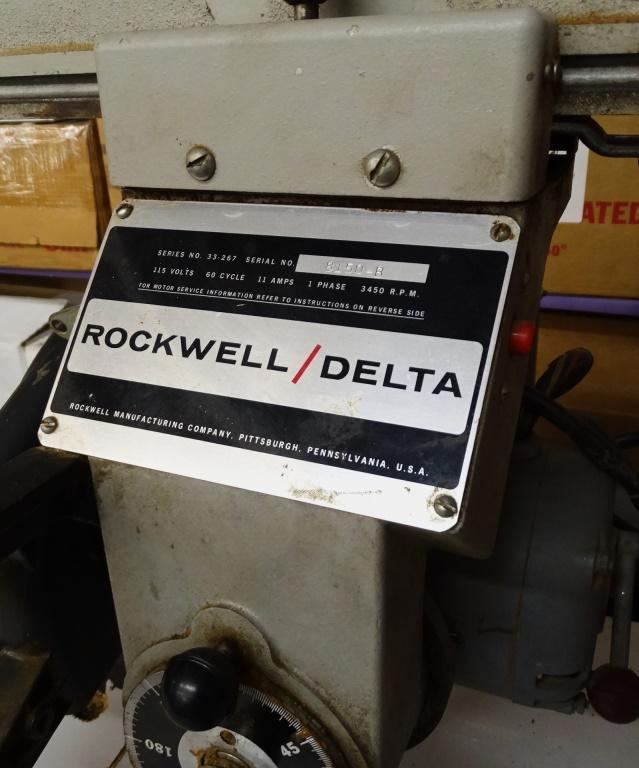 SERIES NO. 33-267 SERIAL NO. 8150-B
115 VOLTS 60 CYCLE 11 AMPS 1 PHASE 3450 R.P.M.
FOR MOTOR SERVICE INFORMATION REFER TO INSTRUCTIONS ON REVERSE SIDE
ROCKWELL/DELTA
ROCKWELL MANUFACTURING COMPANY, PITTSBURGH, PENNSYLVANIA, U.S.A.
180
45